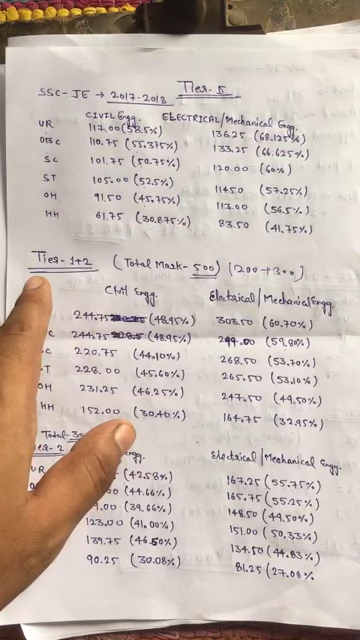 Tier-I
SSC-JE → 2017-2018
CIVIL Engg. ELECTRICAL/Mechanical Engg.
UR 117.00 (58.5%) 136.25 (68.125%)
OBC 110.75 (55.375%) 133.25 (66.625%)
SC 101.75 (50.75%) 120.00 (60%)
ST 105.00 (52.5%) 114.50 (57.25%)
OH 91.50 (45.75%) 113.00 (56.5%)
HH 61.75 (30.875%) 83.50 (41.75%)
Tier-1+2 (Total Mark-500) (200+300)
Civil Engg. Electrical/Mechanical Engg.
244.75 (48.95%) 303.50 (60.70%)
C 244.75 (48.95%) 299.00 (59.80%)
SC 220.75 (44.10%) 268.50 (53.70%)
T 228.00 (45.60%) 265.50 (53.10%)
OH 231.25 (46.25%) 247.50 (49.50%)
HH 152.00 (30.40%) 164.75 (32.95%)
Total-30
Tier-2 Engg. Electrical/Mechanical Engg.
UR (42.58%) 167.25 (55.75%)
00 (44.66%) 165.75 (55.25%)
.00 (39.66%) 148.50 (49.50%)
123.00 (41.00%) 151.00 (50.33%)
139.75 (46.50%) 134.50 (44.83%)
90.25 (30.08%) 81.25 (27.08%